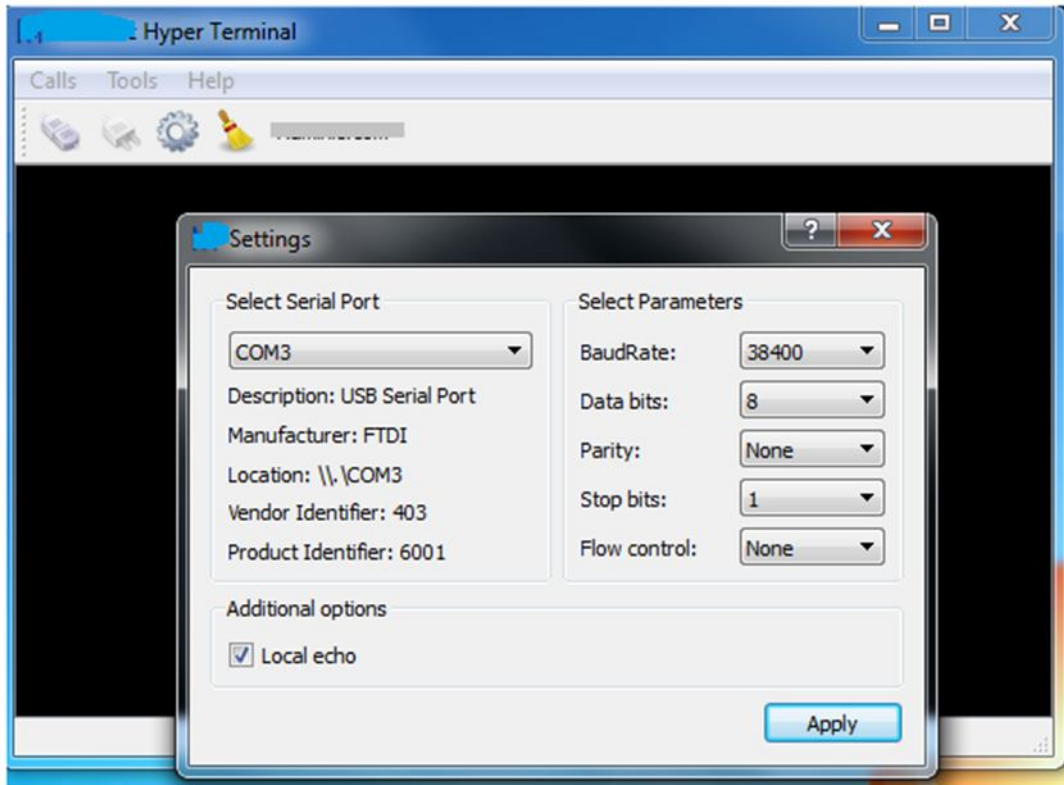 Hyper Terminal
Calls Tools Help
Settings
Select Serial Port
COM3
Description: USB Serial Port
Manufacturer: FTDI
Location: \\.\COM3
Vendor Identifier: 403
Product Identifier: 6001
Select Parameters
BaudRate: 38400
Data bits: 8
Parity: None
Stop bits: 1
Flow control: None
Additional options
Local echo
Apply